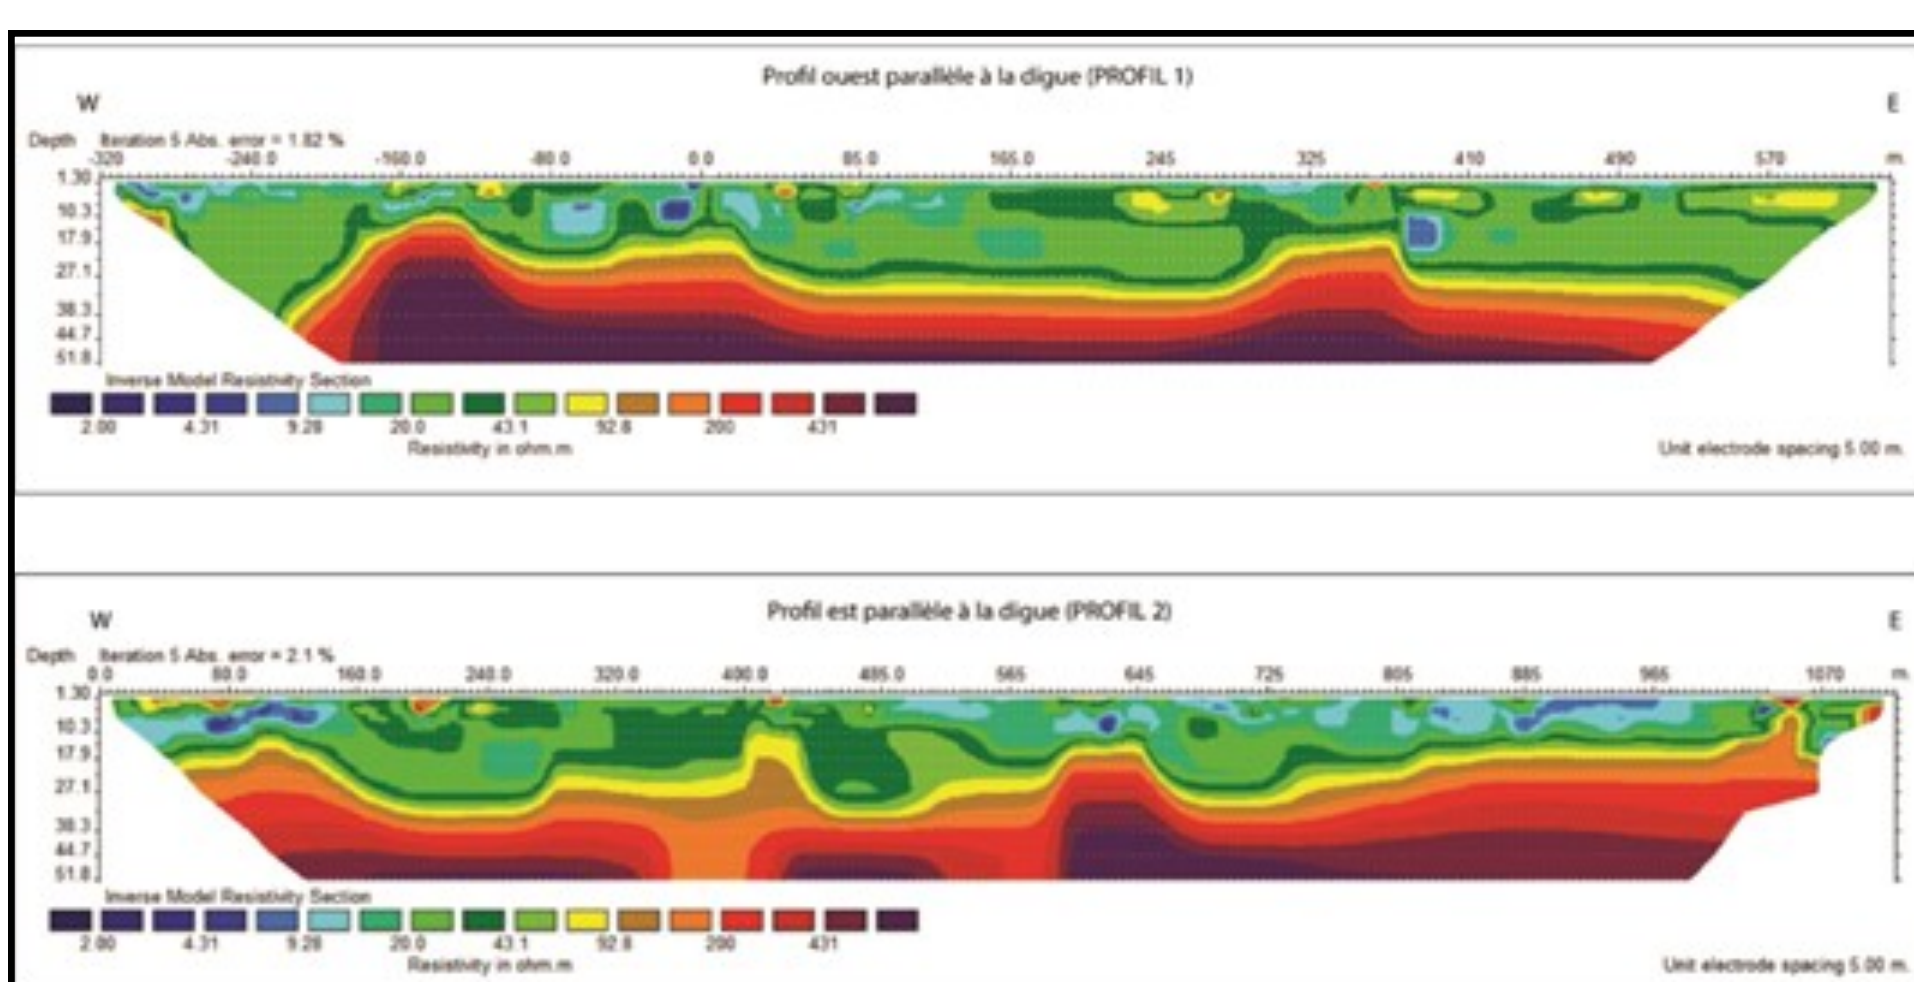 Profil ouest parallèle à la digue (PROFIL 1)
W E
Depth Iteration 5 Abs. error = 1.82 %
-320 -240.0 -160.0 -80.0 0.0 85.0 165.0 245 325 410 490 570 m.
1.30
10.3
17.9
27.1
38.3
44.7
51.8
Inverse Model Resistivity Section
2.00 4.31 9.28 20.0 43.1 92.8 200 431
Resistivity in ohm.m
Unit electrode spacing 5.00 m.
Profil est parallèle à la digue (PROFIL 2)
W E
Depth Iteration 5 Abs. error = 2.1 %
0.0 80.0 160.0 240.0 320.0 400.0 485.0 565 645 725 805 885 965 1070 m.
1.30
10.3
17.9
27.1
38.3
44.7
51.8
Inverse Model Resistivity Section
2.00 4.31 9.28 20.0 43.1 92.8 200 431
Resistivity in ohm.m
Unit electrode spacing 5.00 m.